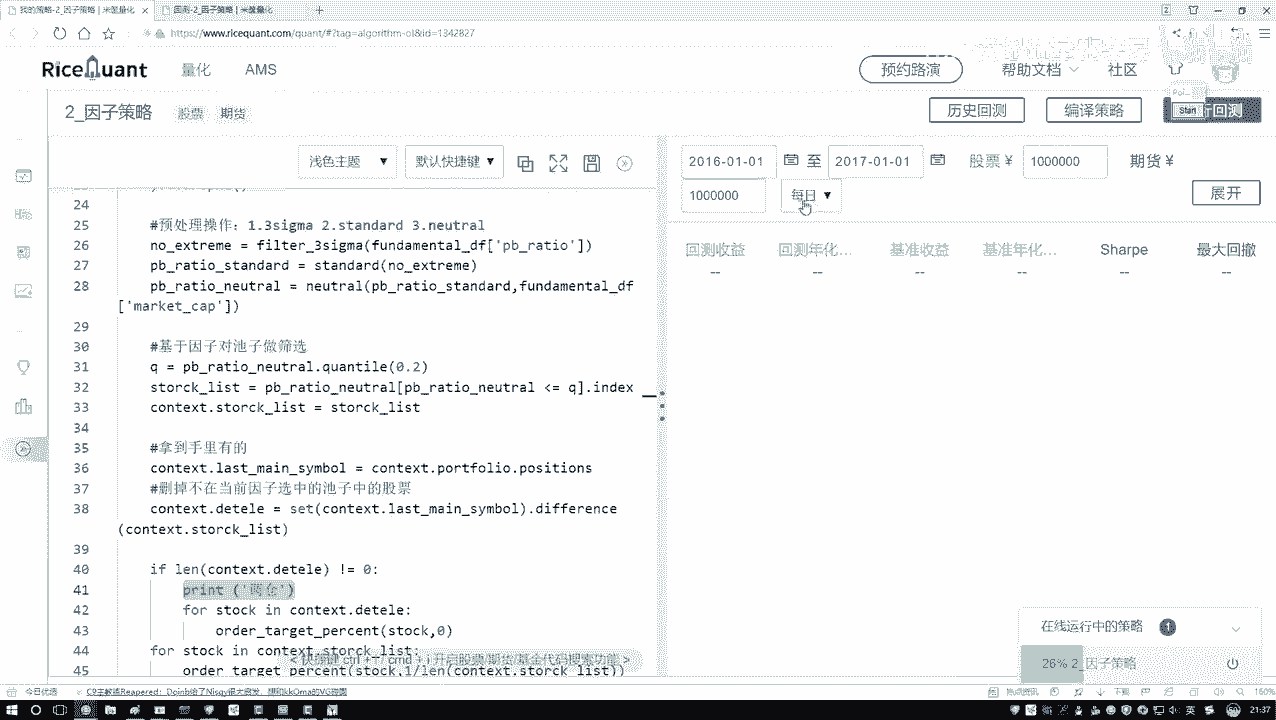 我的策略-2_因子策略 | 米筐量化
回测-2_因子策略 | 米筐量化
https://www.ricequant.com/quant/#?tag=algorithm-ol&id=1342827
RiceQuant 量化 AMS 预约路演 帮助文档 社区
2_因子策略 股票 期货 历史回测 编译策略 行回测
Start
浅色主题 默认快捷键
2016-01-01 至 2017-01-01 股票 ¥ 1000000 期货 ¥
1000000 每日 展开
回测收益 回测年化... 基准收益 基准年化... Sharpe 最大回撤
-- -- -- -- -- --
24
25 #预处理操作：1.3sigma 2.standard 3.neutral
26 no_extreme = filter_3sigma(fundamental_df['pb_ratio'])
27 pb_ratio_standard = standard(no_extreme)
28 pb_ratio_neutral = neutral(pb_ratio_standard,fundamental_df
['market_cap'])
29
30 #基于因子对池子做筛选
31 q = pb_ratio_neutral.quantile(0.2)
32 storck_list = pb_ratio_neutral[pb_ratio_neutral <= q].index
33 context.storck_list = storck_list
34
35 #拿到手里有的
36 context.last_main_symbol = context.portfolio.positions
37 #删掉不在当前因子选中的池子中的股票
38 context.detele = set(context.last_main_symbol).difference
(context.storck_list)
39
40 if len(context.detele) != 0:
41 print ('调仓')
42 for stock in context.detele:
43 order_target_percent(stock,0)
44 for stock in context.storck_list:
45 order_target_percent(stock,1/len(context.storck_list))
< 快捷键 ctrl + i / cmd + i 开启股票/期货/基金代码搜索功能 >
在线运行中的策略 1
26% 2_因子策略
今日优选
160%
英 21:37